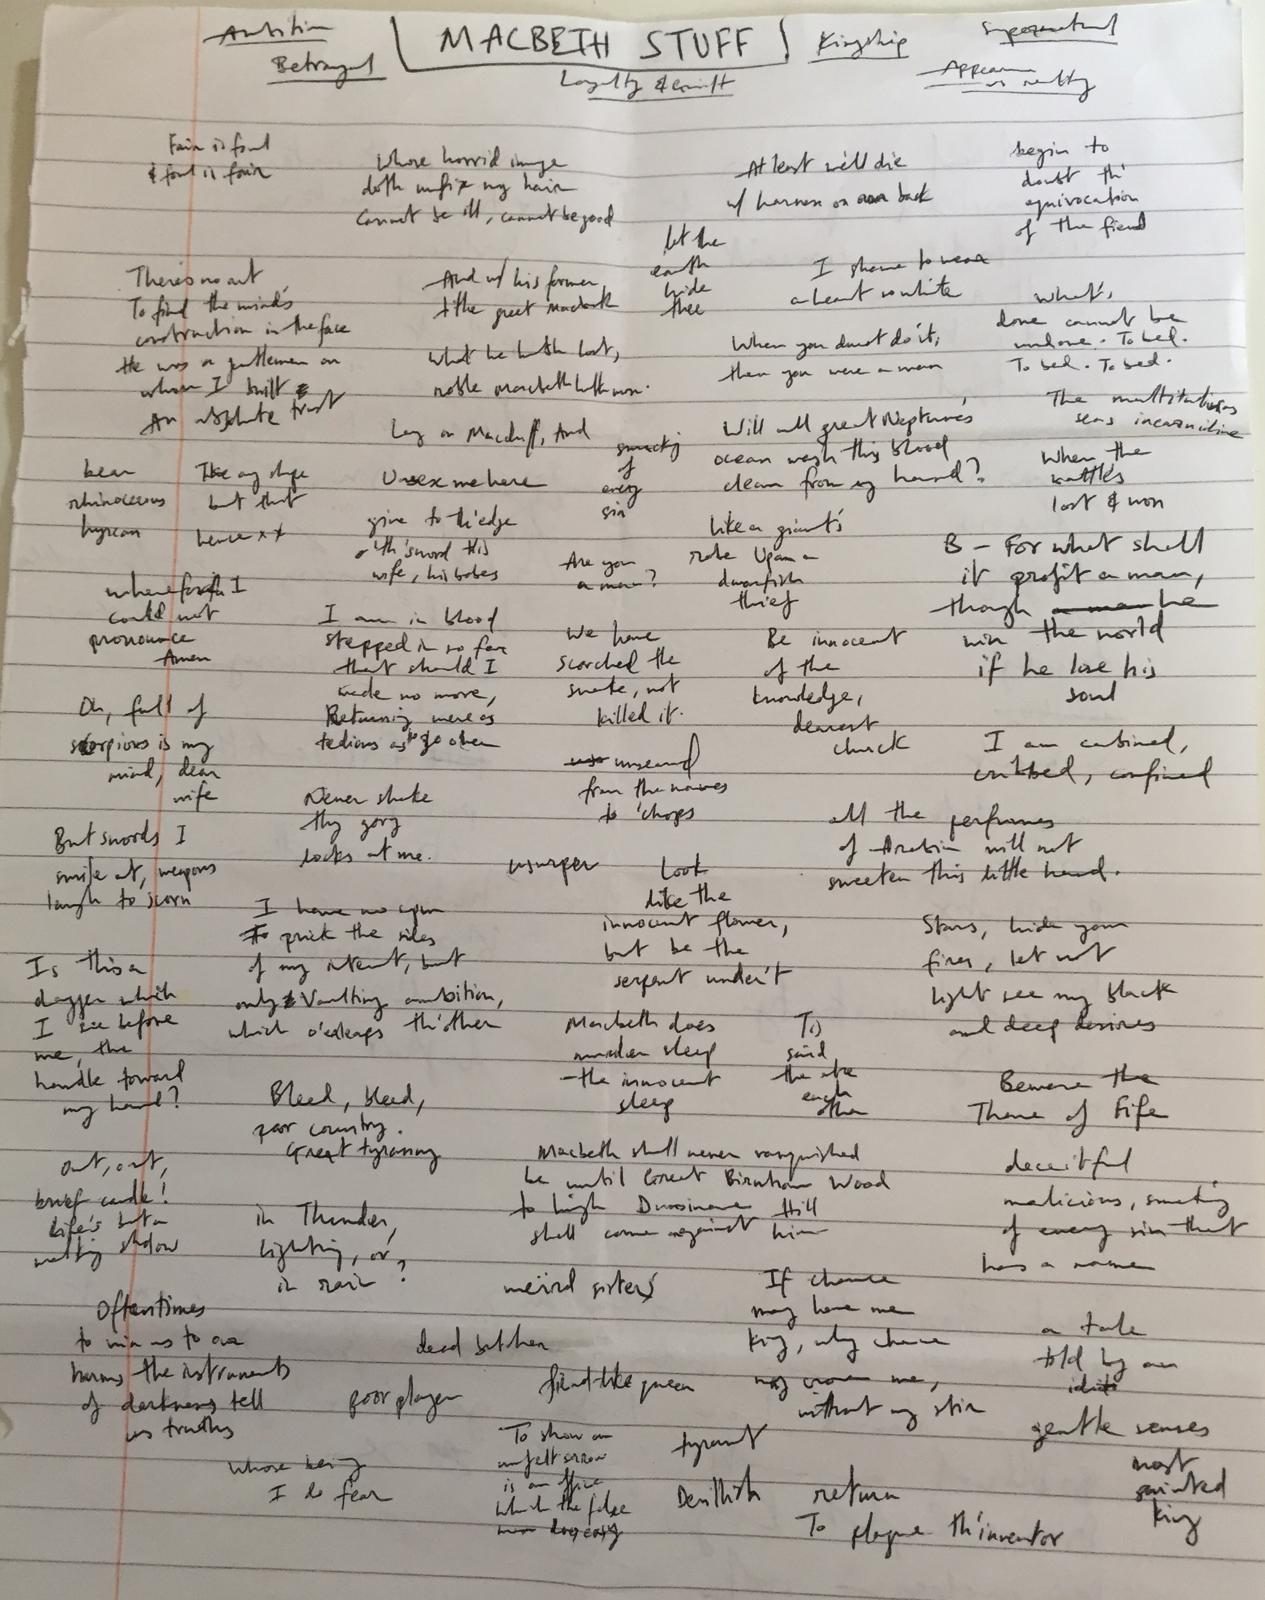 Ambition
Betrayal
MACBETH STUFF
Loyalty & guilt
Kingship
Supernatural
Appearance
vs reality
Fair is foul
& foul is fair
Whose horrid image
doth unfix my hair
Cannot be ill, cannot be good
At least we'll die
w/ harness on our back
begin to
doubt th'
equivocation
of the fiend
There's no art
To find the mind's
construction in the face
He was a gentleman on
whom I built
An absolute trust
And w/ his former
title greet Macbeth
What he hath lost,
noble Macbeth hath won.
Lay on Macduff, And
let the
earth
hide
thee
I shame to wear
a heart so white
When you durst do it,
then you were a man
What's
done cannot be
undone. To bed.
To bed. To bed.
The multitudinous
seas incarnidine
Will all great Neptune's
ocean wash this blood
clean from my hand?
When the
battle's
lost & won
bear
rhinocerous
hyrcan
Take any shape
but that
hence xx
Unsex me here
smacking
of
every
sin
give to th'edge
o'th'sword this
wife, his babes
Are you
a man?
like a giant's
robe Upon a
dwarfish
thief
B - For what shall
it profit a man,
though he
win the world
if he lose his
soul
wherefore I
could not
pronounce
Amen
I am in blood
stepped in so far
that should I
wade no more,
Returning were as
tedious as to go o'er
We have
scorched the
snake, not
killed it.
Be innocent
of the
knowledge,
dearest
chuck
Oh, full of
scorpions is my
mind, dear
wife
Never shake
thy gory
locks at me.
unseamed
from the naves
to 'chops
I am cabined,
cribbed, confined
all the perfumes
of Arabia will not
sweeten this little hand.
But swords I
smile at, weapons
laugh to scorn
usurper
Look
like the
innocent flower,
but be the
serpent under't
I have no spur
To prick the sides
of my intent, but
only Vaulting ambition,
which o'erleaps th'other
Stars, hide your
fires, let not
light see my black
and deep desires
Is this a
dagger which
I see before
me, the
handle toward
my hand?
Macbeth does
murder sleep
- the innocent
sleep
Tis
said
the ate
each
other
Beware the
Thane of Fife
Bleed, bleed,
poor country.
Great tyranny
Out, out,
brief candle!
Life's but a
walking shadow
Macbeth shall never vanquished
be until Great Birnham Wood
to high Dunsinane Hill
shall come against him
deceitful
malicious, smacking
of every sin that
has a name
in Thunder,
lighting, or
in rain?
weird sisters
If chance
may have me
King, why chance
may crown me,
without my stir
Oftentimes
to win us to our
harms the instruments
of darkness tell
us truths
dead butcher
poor player
fiend-like queen
a tale
told by an
idiot
gentle senses
most
sainted
King
Whose being
I do fear
To show an
unfelt sorrow
is an office
which the false
man does easy
tyrant
Devilish
return
To plague th'inventor